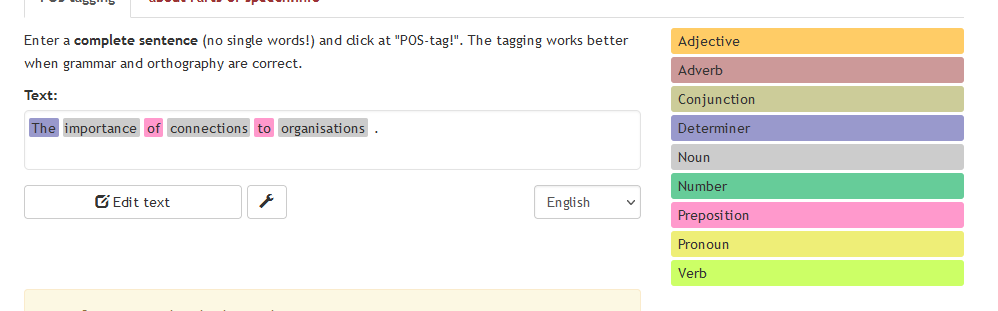 POS tagging about Parts-of-speech.Info
Enter a complete sentence (no single words!) and click at "POS-tag!". The tagging works better
when grammar and orthography are correct.
Text:
The importance of connections to organisations .
Edit text
English
Adjective
Adverb
Conjunction
Determiner
Noun
Number
Preposition
Pronoun
Verb